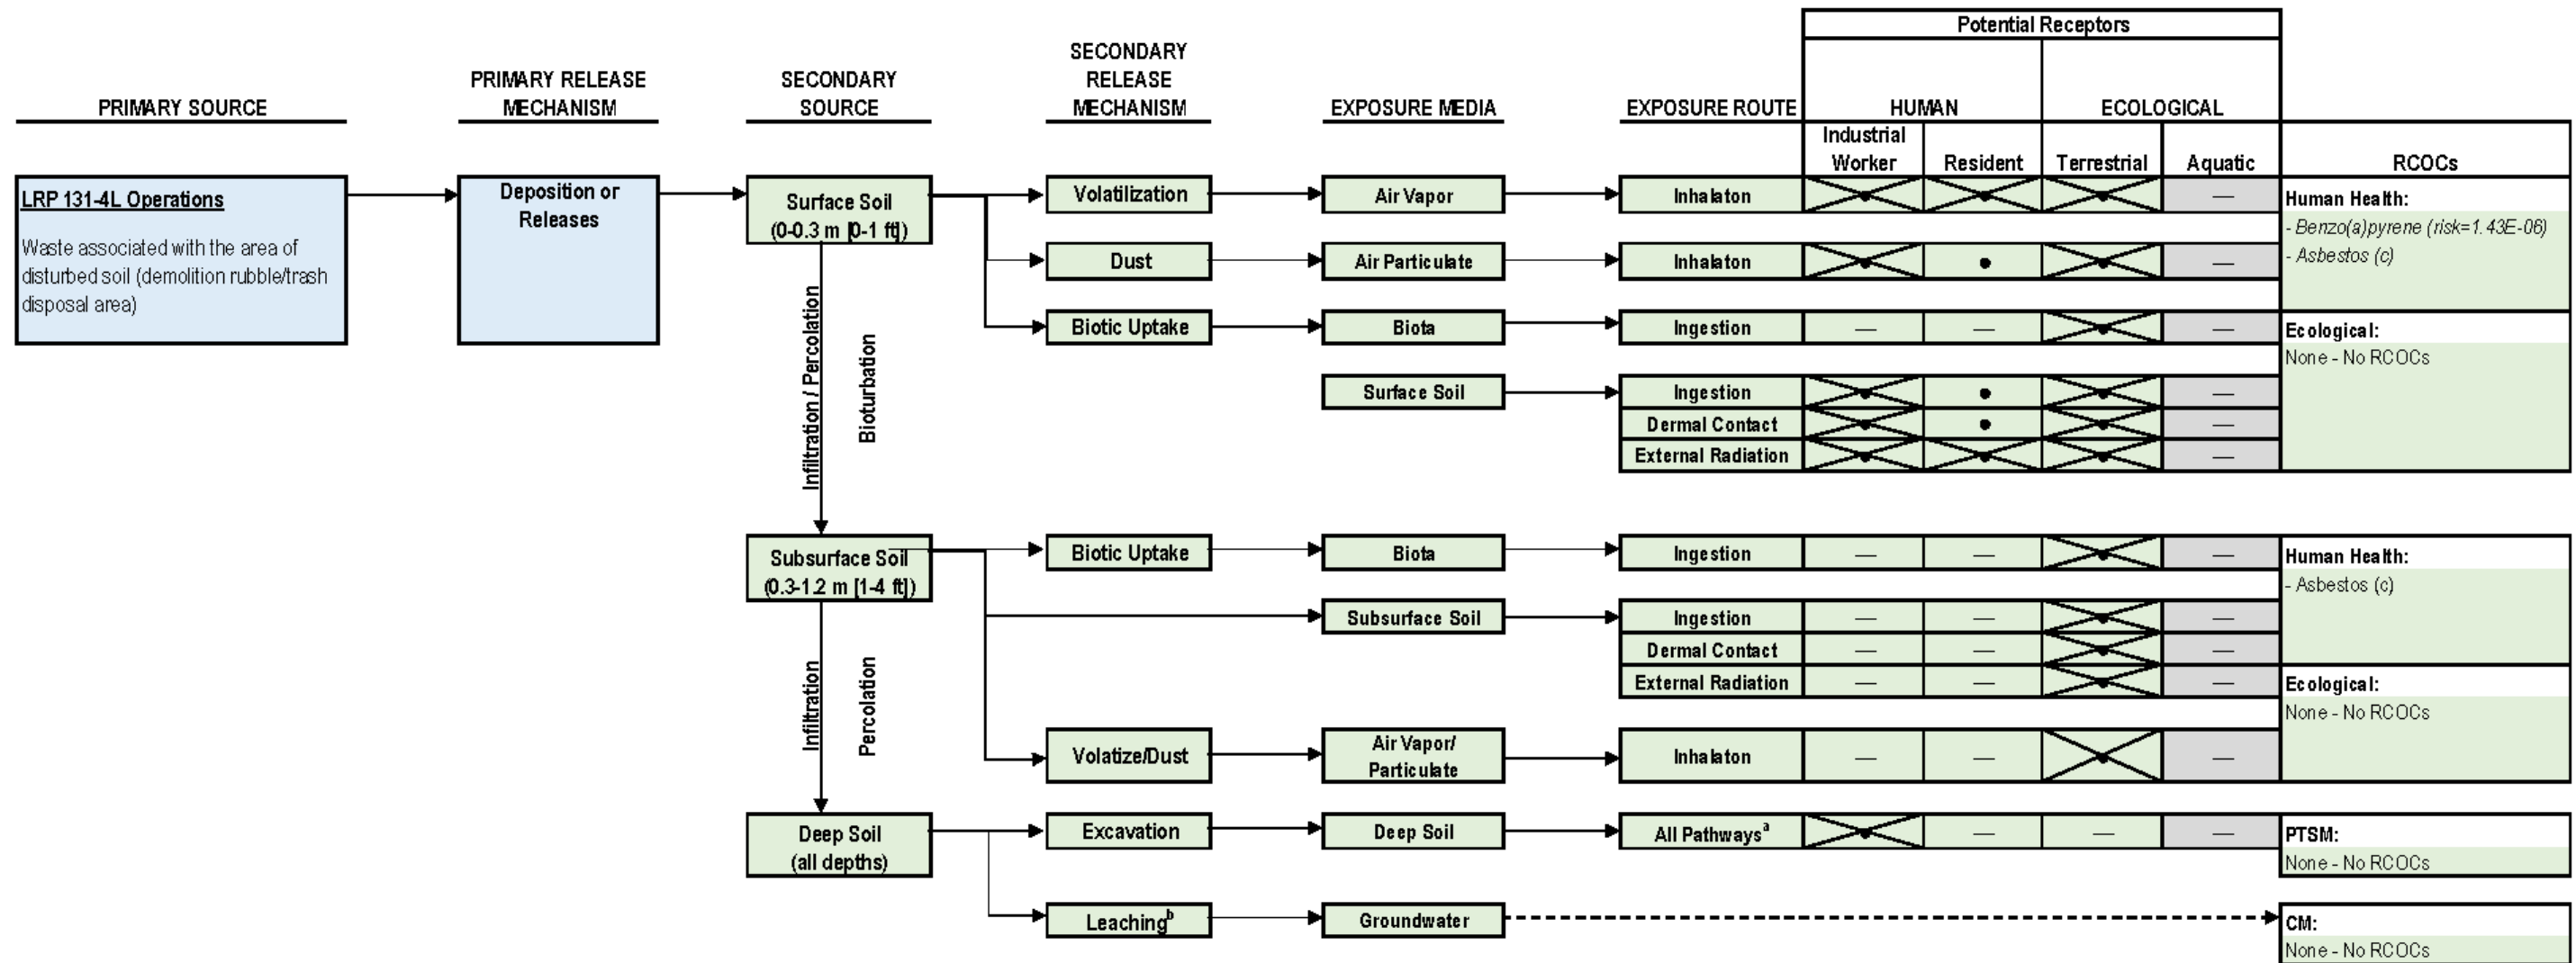 Potential Receptors
PRIMARY SOURCE
PRIMARY RELEASE
MECHANISM
SECONDARY
SOURCE
SECONDARY
RELEASE
MECHANISM
EXPOSURE MEDIA
EXPOSURE ROUTE
HUMAN
ECOLOGICAL
Industrial
Worker
Resident
Terrestrial
Aquatic
RCOCs
LRP 131-4L Operations
Waste associated with the area of
disturbed soil (demolition rubble/trash
disposal area)
Deposition or
Releases
Surface Soil
(0-0.3 m [0-1 ft])
Volatilization
Air Vapor
Inhalaton
—
Human Health:
- Benzo(a)pyrene (risk=1.43E-06)
- Asbestos (c)
Dust
Air Particulate
Inhalaton
•
—
Biotic Uptake
Biota
Ingestion
— — —
Ecological:
None - No RCOCs
Surface Soil
Ingestion
•
—
Dermal Contact
•
—
External Radiation
—
Infiltration / Percolation
Bioturbation
Subsurface Soil
(0.3-1.2 m [1-4 ft])
Biotic Uptake
Biota
Ingestion
— — —
Human Health:
- Asbestos (c)
Subsurface Soil
Ingestion
— — —
Dermal Contact
— — —
External Radiation
— — —
Ecological:
None - No RCOCs
Infiltration
Percolation
Volatize/Dust
Air Vapor/
Particulate
Inhalaton
— — —
Deep Soil
(all depths)
Excavation
Deep Soil
All Pathwaysª
— — —
PTSM:
None - No RCOCs
Leachingᵇ
Groundwater
CM:
None - No RCOCs